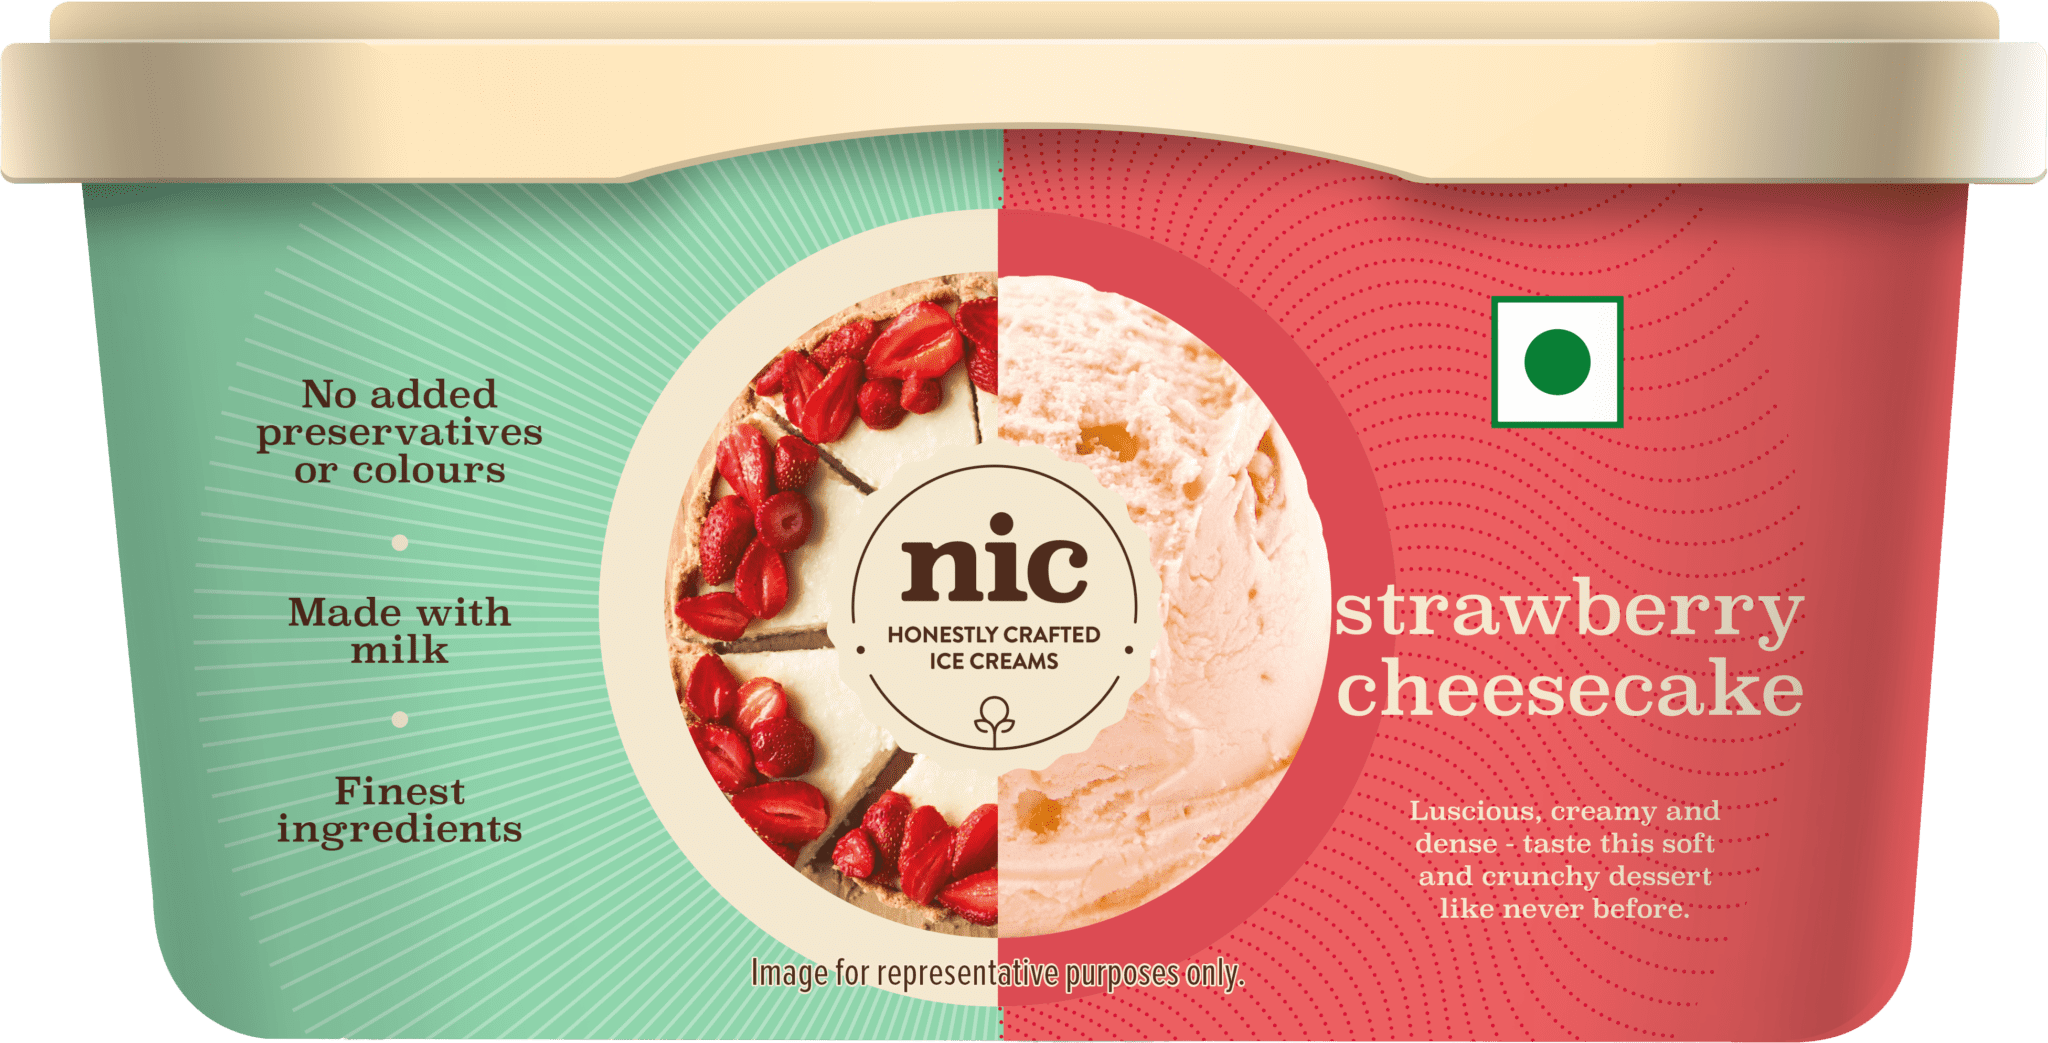 No added
preservatives
or colours
Made with
milk
Finest
ingredients
nic
HONESTLY CRAFTED
ICE CREAMS
strawberry
cheesecake
Luscious, creamy and
dense - taste this soft
and crunchy dessert
like never before.
Image for representative purposes only.